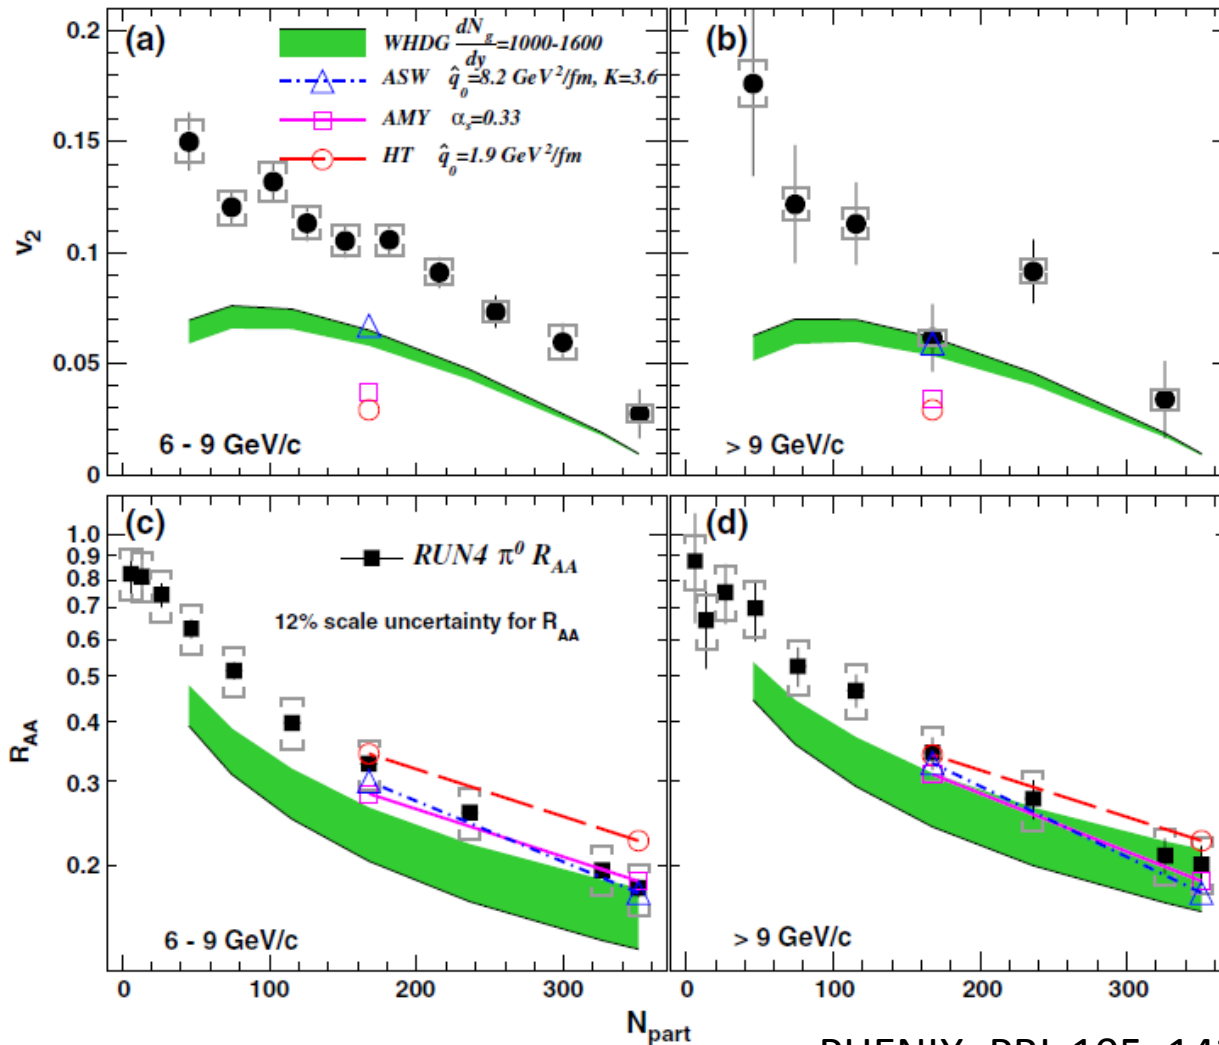 (a)
WHDG dN_g/dy=1000-1600
ASW q̂_0=8.2 GeV²/fm, K=3.6
AMY α_s=0.33
HT q̂_0=1.9 GeV²/fm
(b)
0.2
0.15
0.1
0.05
0
v_2
6 - 9 GeV/c
> 9 GeV/c
(c)
RUN4 π⁰ R_AA
12% scale uncertainty for R_AA
(d)
1.0
0.9
0.8
0.7
0.6
0.5
0.4
0.3
0.2
R_AA
6 - 9 GeV/c
> 9 GeV/c
0 100 200 300
0 100 200 300
N_part